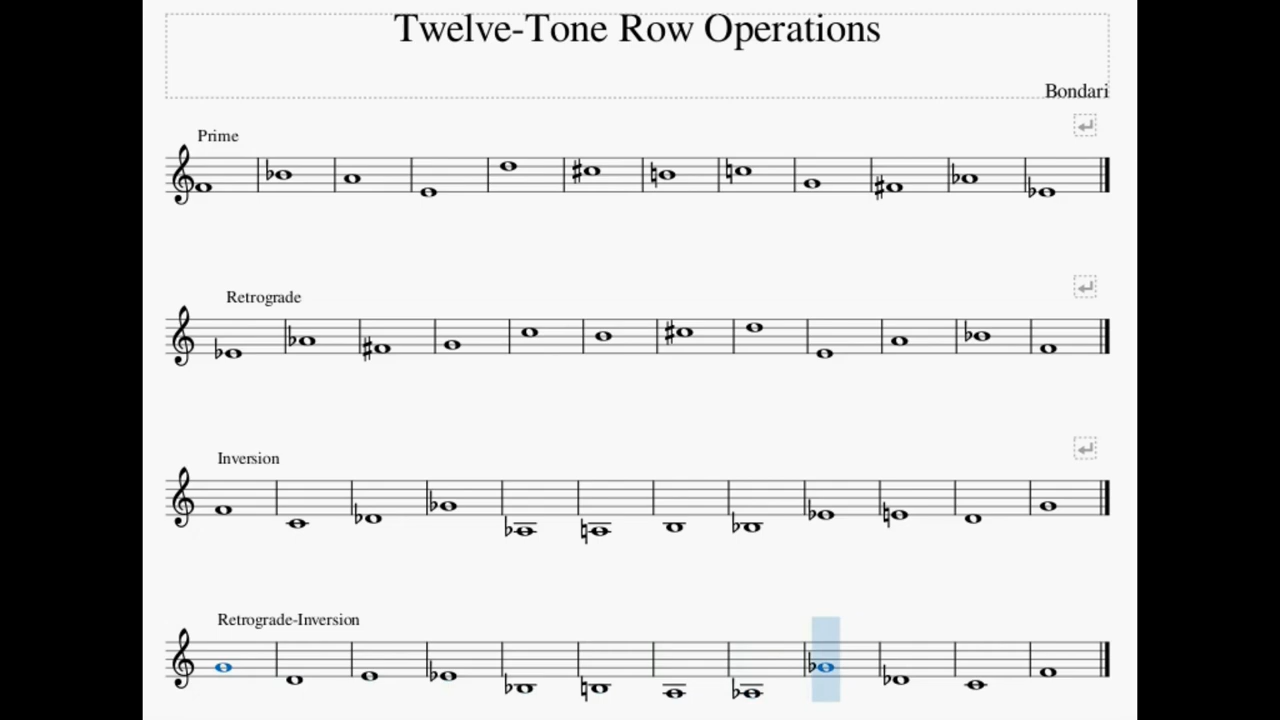 Twelve-Tone Row Operations
Bondari
Prime
Retrograde
Inversion
Retrograde-Inversion